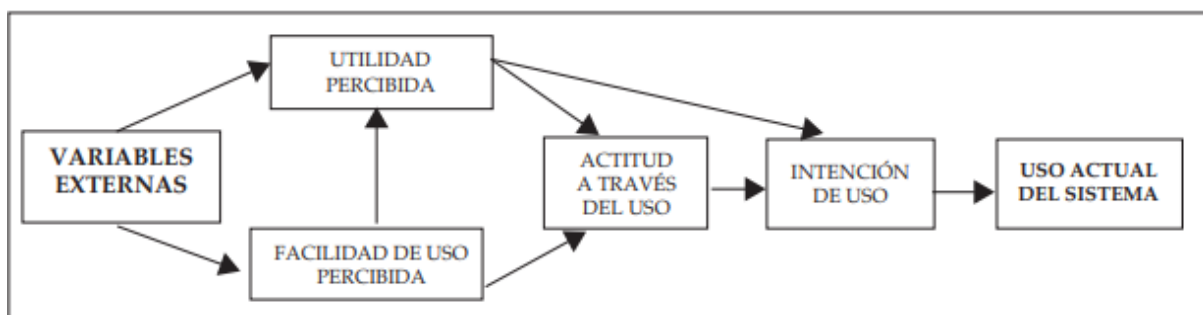 UTILIDAD
PERCIBIDA
VARIABLES
EXTERNAS
FACILIDAD DE USO
PERCIBIDA
ACTITUD
A TRAVÉS
DEL USO
INTENCIÓN
DE USO
USO ACTUAL
DEL SISTEMA